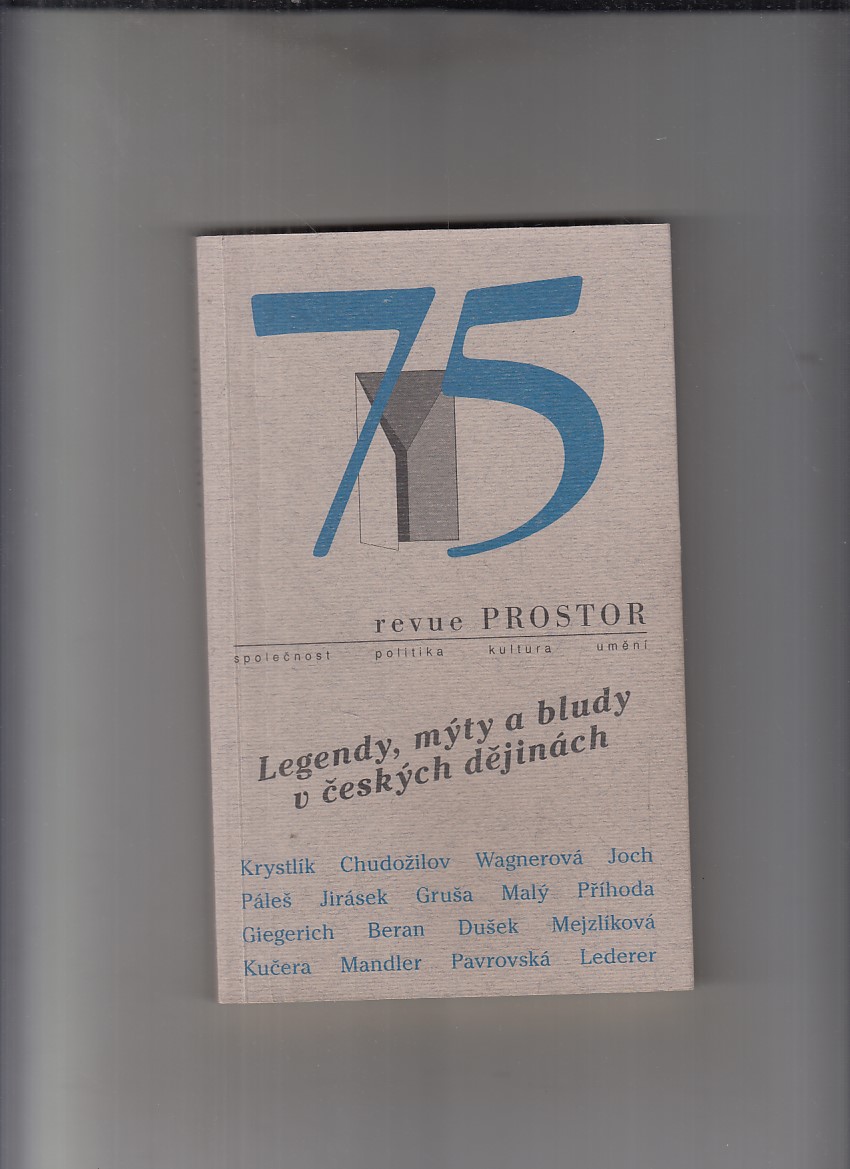 75
revue PROSTOR
společnost politika kultura umění
Legendy, mýty a bludy
v českých dějinách
Krystlík Chudožilov Wagnerová Joch
Páleš Jirásek Gruša Malý Příhoda
Giegerich Beran Dušek Mejzlíková
Kučera Mandler Pavrovská Lederer